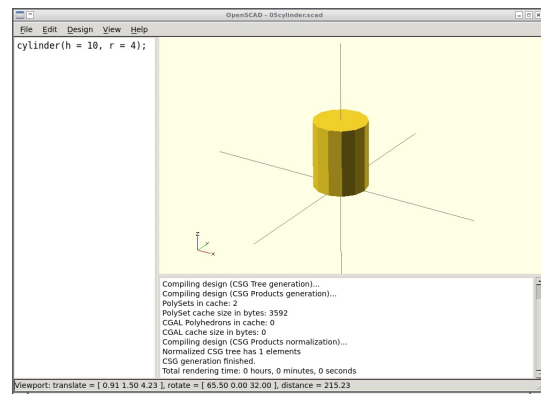 OpenSCAD - 05cylinder.scad
File Edit Design View Help
cylinder(h = 10, r = 4);
z
y
x
Compiling design (CSG Tree generation)...
Compiling design (CSG Products generation)...
PolySets in cache: 2
PolySet cache size in bytes: 3592
CGAL Polyhedrons in cache: 0
CGAL cache size in bytes: 0
Compiling design (CSG Products normalization)...
Normalized CSG tree has 1 elements
CSG generation finished.
Total rendering time: 0 hours, 0 minutes, 0 seconds
Viewport: translate = [ 0.91 1.50 4.23 ], rotate = [ 65.50 0.00 32.00 ], distance = 215.23